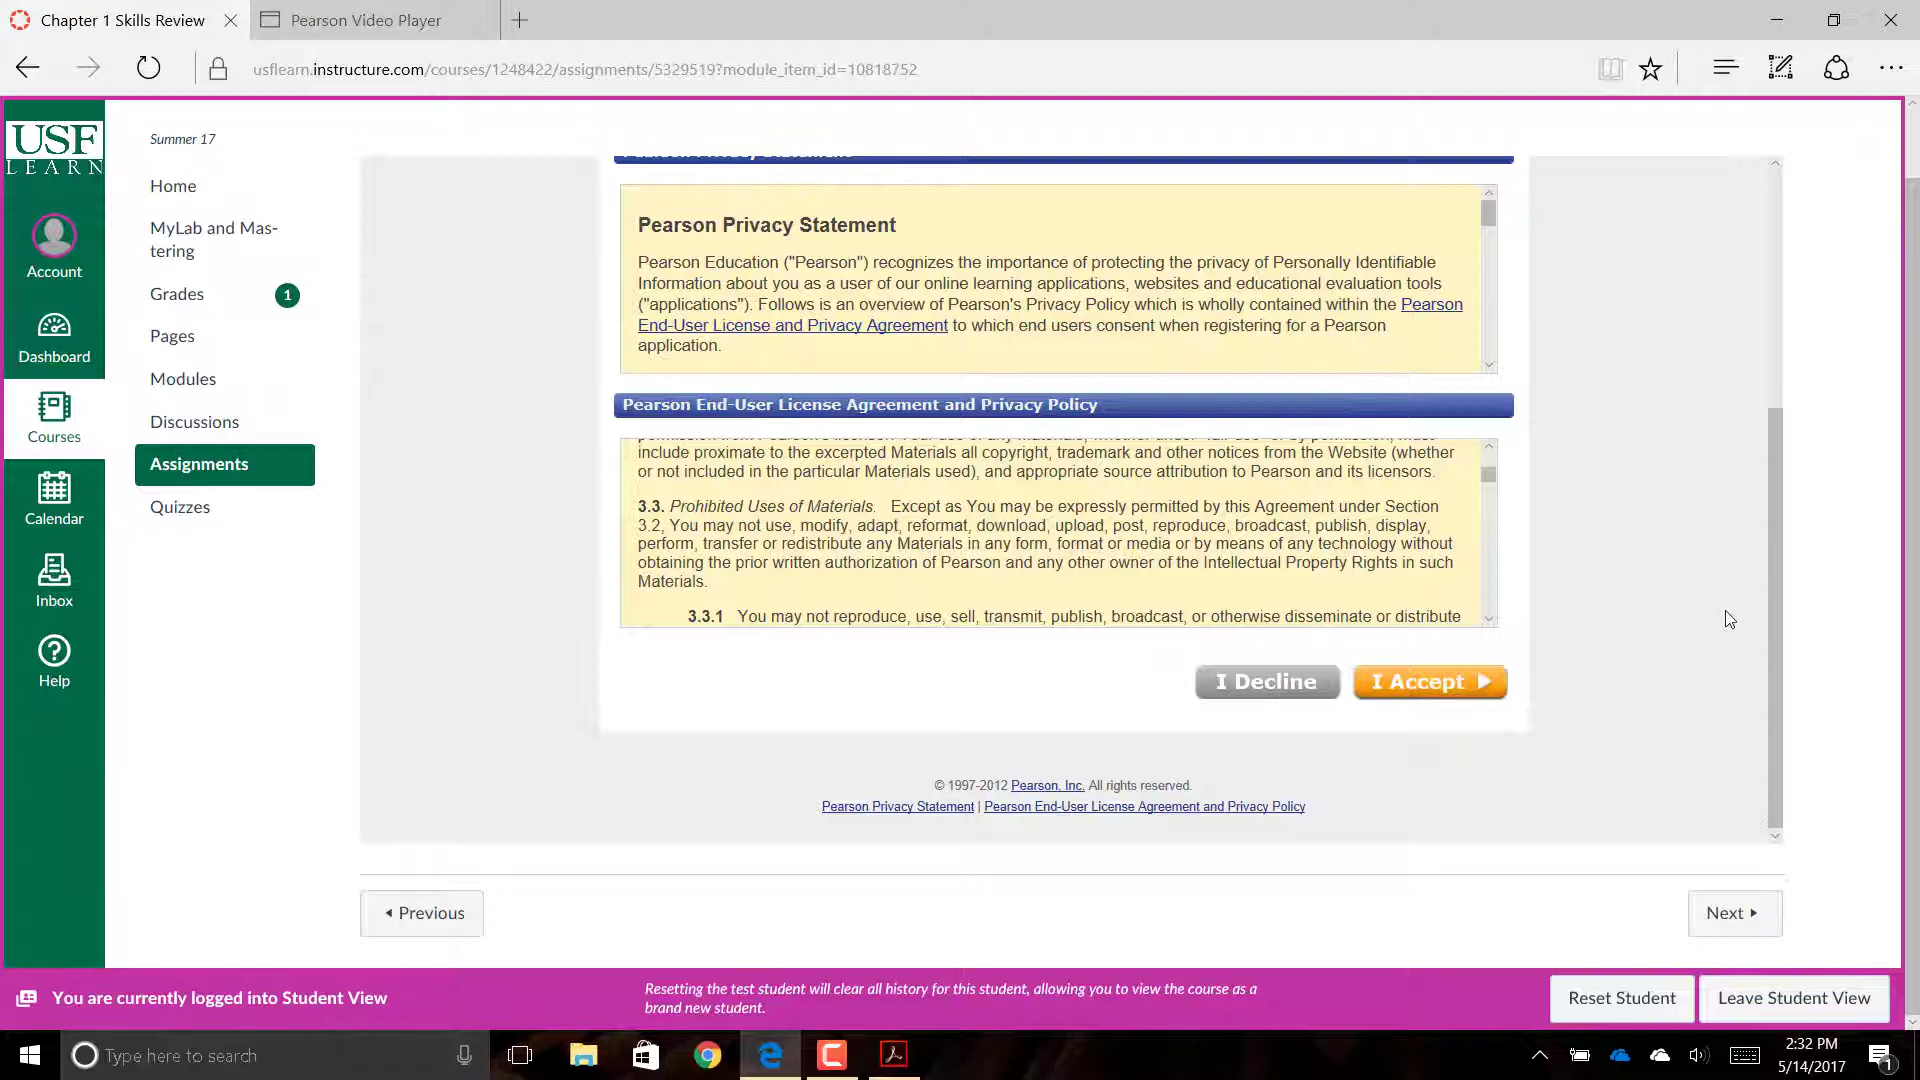 Chapter 1 Skills Review
Pearson Video Player
usflearn.instructure.com/courses/1248422/assignments/5329519?module_item_id=10818752
USF
LEARN
Account
Dashboard
Courses
Calendar
Inbox
Help
Summer 17
Home
MyLab and Mas-
tering
Grades 1
Pages
Modules
Discussions
Assignments
Quizzes
Pearson Privacy Statement
Pearson Privacy Statement
Pearson Education ("Pearson") recognizes the importance of protecting the privacy of Personally Identifiable
Information about you as a user of our online learning applications, websites and educational evaluation tools
("applications"). Follows is an overview of Pearson's Privacy Policy which is wholly contained within the Pearson
End-User License and Privacy Agreement to which end users consent when registering for a Pearson
application.
Pearson End-User License Agreement and Privacy Policy
include proximate to the excerpted Materials all copyright, trademark and other notices from the Website (whether
or not included in the particular Materials used), and appropriate source attribution to Pearson and its licensors.
3.3. Prohibited Uses of Materials. Except as You may be expressly permitted by this Agreement under Section
3.2, You may not use, modify, adapt, reformat, download, upload, post, reproduce, broadcast, publish, display,
perform, transfer or redistribute any Materials in any form, format or media or by means of any technology without
obtaining the prior written authorization of Pearson and any other owner of the Intellectual Property Rights in such
Materials.
3.3.1 You may not reproduce, use, sell, transmit, publish, broadcast, or otherwise disseminate or distribute
I Decline
I Accept
© 1997-2012 Pearson, Inc. All rights reserved.
Pearson Privacy Statement | Pearson End-User License Agreement and Privacy Policy
Previous
Next
You are currently logged into Student View
Resetting the test student will clear all history for this student, allowing you to view the course as a
brand new student.
Reset Student
Leave Student View
Type here to search
2:32 PM
5/14/2017
1